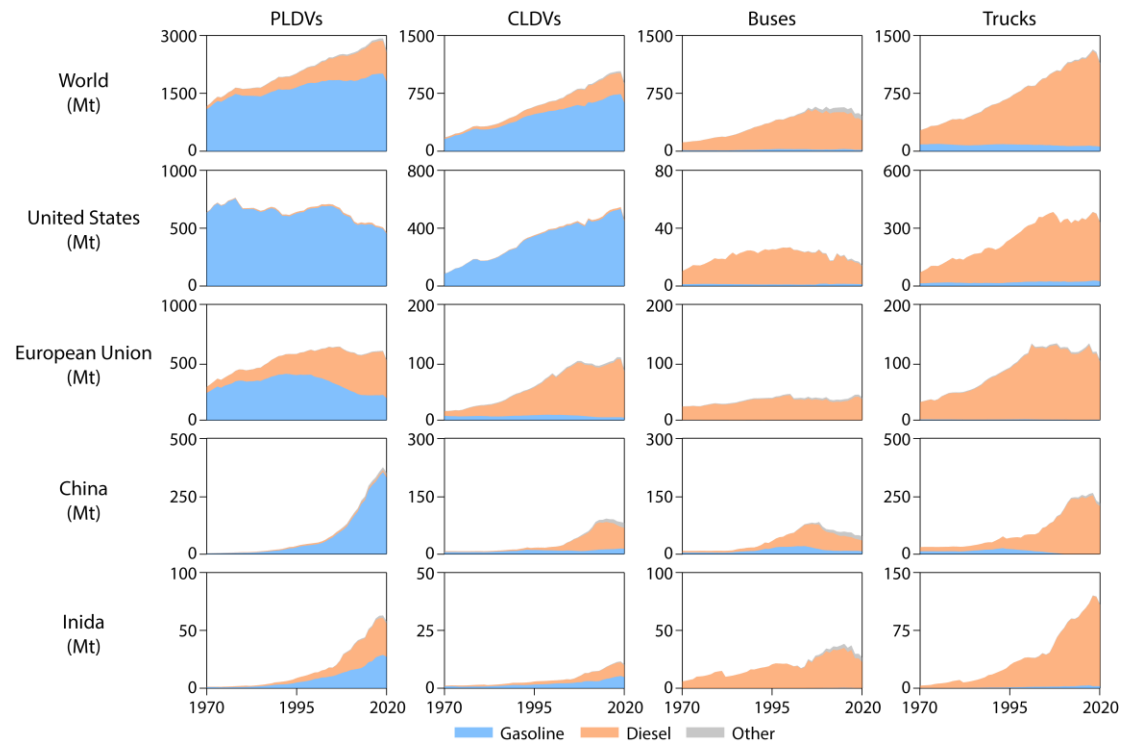 PLDVs CLDVs Buses Trucks
3000 1500 1500 1500
World
(Mt)
1500 750 750 750
0 0 0 0
1000 800 80 600
United States
(Mt)
500 400 40 300
0 0 0 0
1000 200 200 200
European Union
(Mt)
500 100 100 100
0 0 0 0
500 300 300 500
China
(Mt)
250 150 150 250
0 0 0 0
100 50 100 150
Inida
(Mt)
50 25 50 75
0 0 0 0
1970 1995 2020 1970 1995 2020 1970 1995 2020 1970 1995 2020
Gasoline Diesel Other